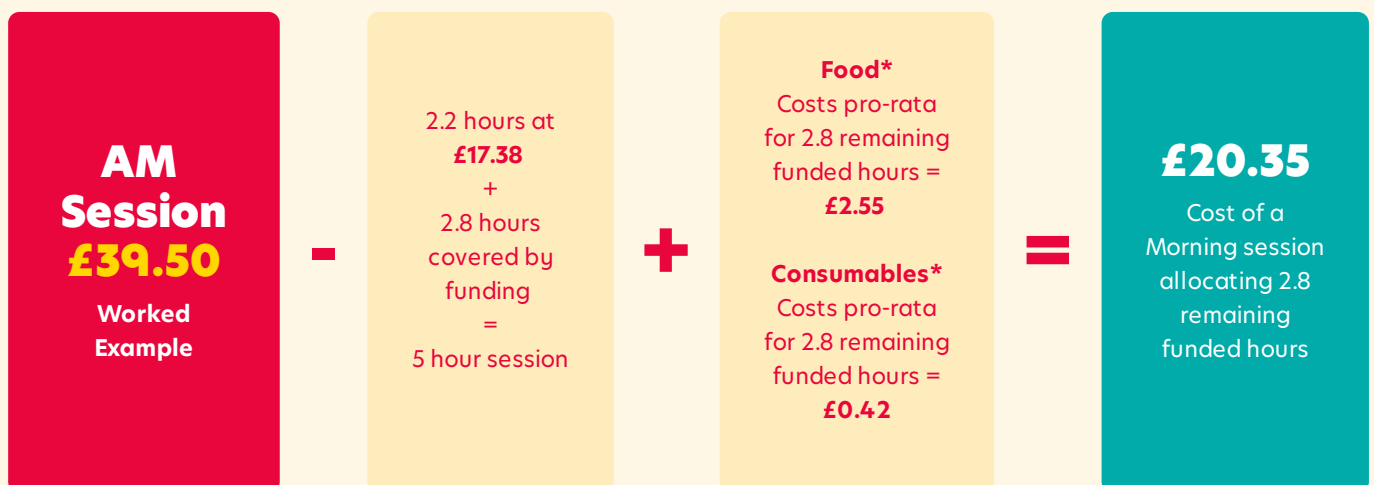 AM
Session
£39.50
Worked
Example
-
2.2 hours at
£17.38
+
2.8 hours
covered by
funding
=
5 hour session
+
Food*
Costs pro-rata
for 2.8 remaining
funded hours =
£2.55
Consumables*
Costs pro-rata
for 2.8 remaining
funded hours =
£0.42
=
£20.35
Cost of a
Morning session
allocating 2.8
remaining
funded hours